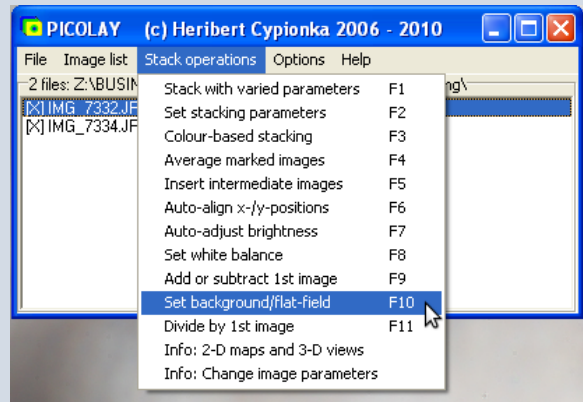 PICOLAY (c) Heribert Cypionka 2006 - 2010
File Image list Stack operations Options Help
2 files: Z:\BUSIN ng\
[X] IMG_7332.JF
[X] IMG_7334.JF
Stack with varied parameters F1
Set stacking parameters F2
Colour-based stacking F3
Average marked images F4
Insert intermediate images F5
Auto-align x-/y-positions F6
Auto-adjust brightness F7
Set white balance F8
Add or subtract 1st image F9
Set background/flat-field F10
Divide by 1st image F11
Info: 2-D maps and 3-D views
Info: Change image parameters